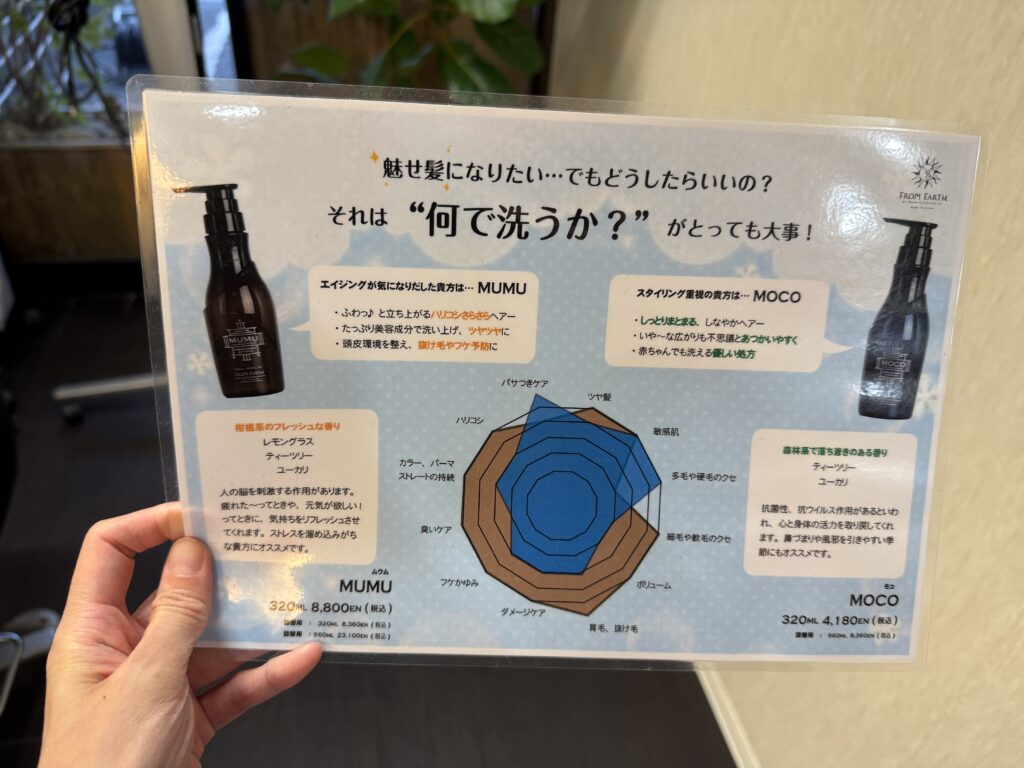 魅せ髪になりたい…でもどうしたらいいの？
それは “何で洗うか？” がとっても大事！
FROM EARTH
エイジングが気になりだした貴方は… MUMU
・ふわっ♪と立ち上がるハリコシさらさらヘアー
・たっぷり美容成分で洗い上げ、ツヤツヤに
・頭皮環境を整え、抜け毛やフケ予防に
スタイリング重視の貴方は… MOCO
・しっとりまとまる、しなやかヘアー
・いや〜な広がりも不思議とあつかいやすく
・赤ちゃんでも洗える優しい処方
MUMU
FROM EARTH
MOCO
柑橘系のフレッシュな香り
レモングラス
ティーツリー
ユーカリ
人の脳を刺激する作用があります。
疲れた〜ってときや、元気が欲しい！
ってときに、気持ちをリフレッシュさせ
てくれます。ストレスを溜め込みがち
な貴方にオススメです。
パサつきケア
ツヤ髪
敏感肌
多毛や硬毛のクセ
細毛や軟毛のクセ
ボリューム
育毛、抜け毛
ダメージケア
フケかゆみ
臭いケア
カラー、パーマ
ストレートの持続
ハリコシ
森林系で落ち着きのある香り
ティーツリー
ユーカリ
抗菌性、抗ウイルス作用があるといわ
れ、心と身体の活力を取り戻してくれ
ます。鼻づまりや風邪を引きやすい季
節にもオススメです。
ムウム
MUMU
320ML 8,800EN（税込）
詰替用 ： 320ML 8,360EN（税込）
詰替用 ： 960ML 23,100EN（税込）
モコ
MOCO
320ML 4,180EN（税込）
詰替用 ： 960ML 8,360EN（税込）